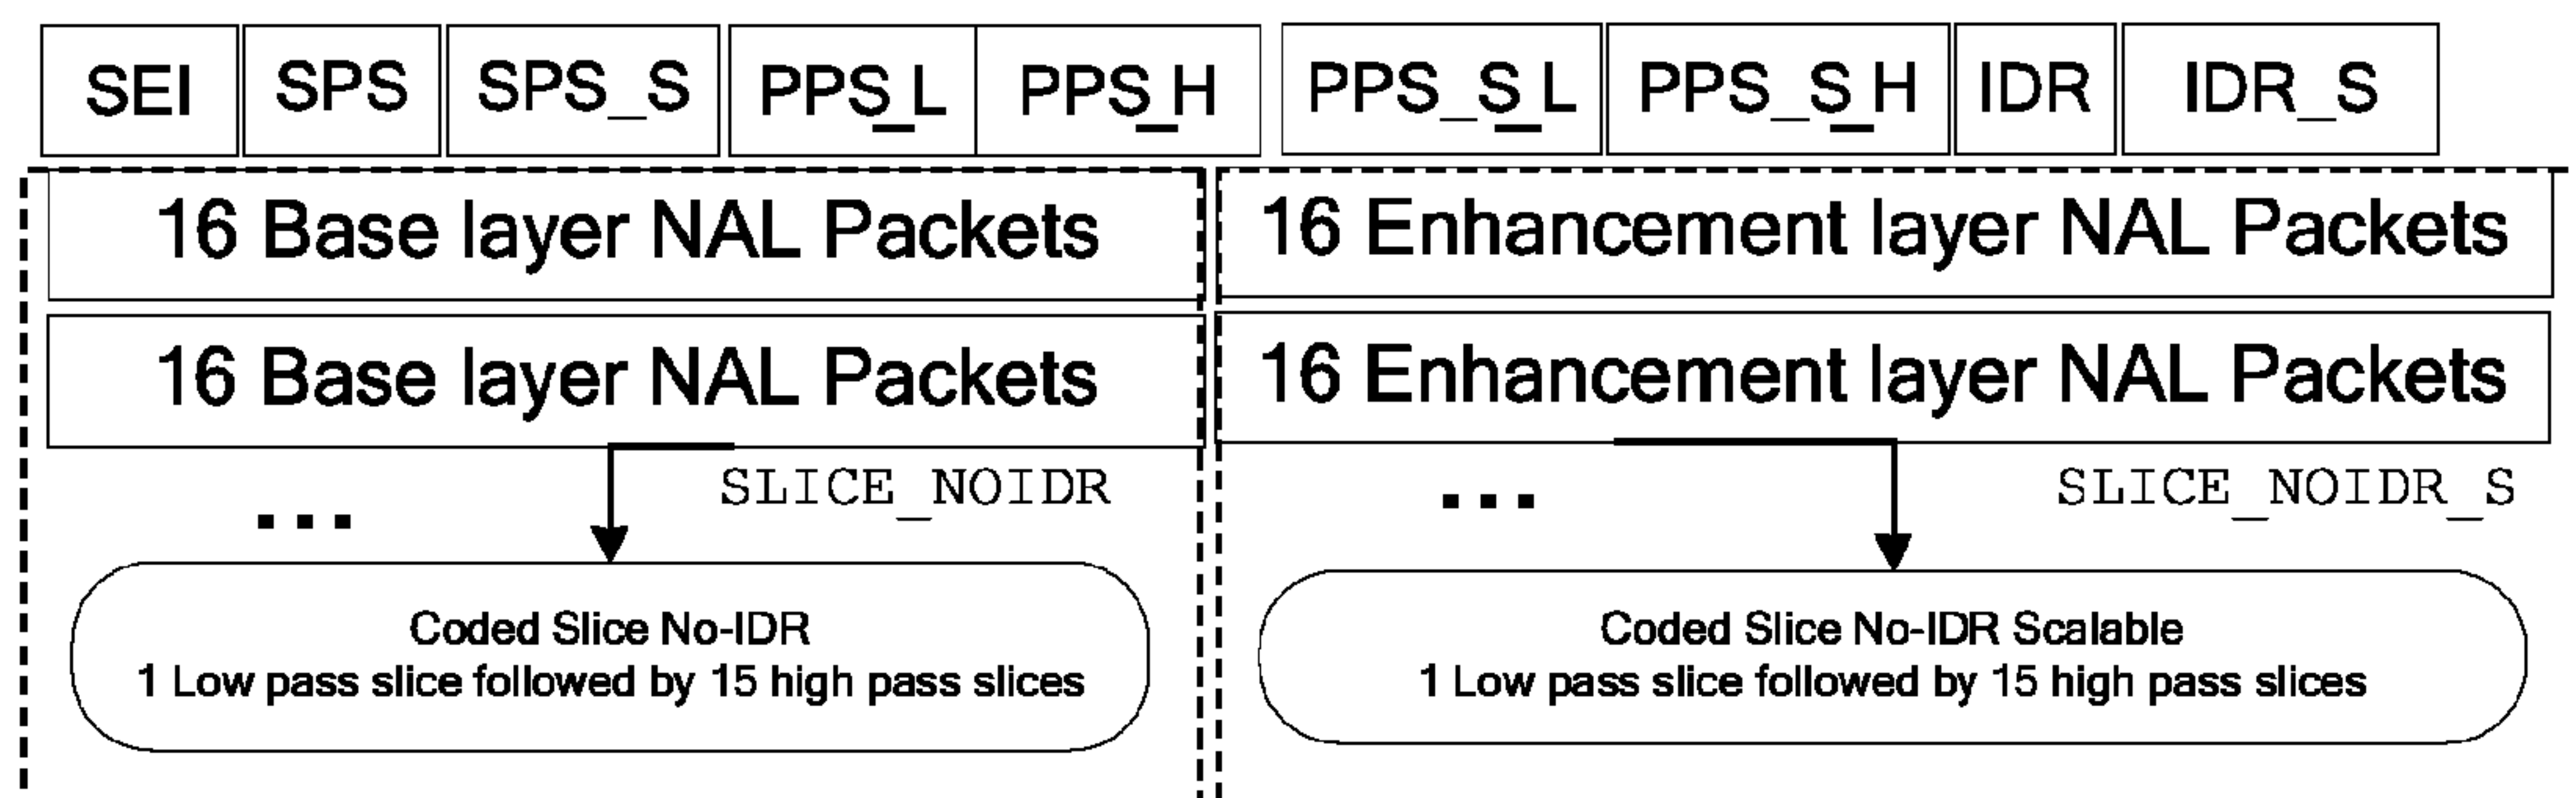 SEI SPS SPS_S PPS_L PPS_H PPS_S_L PPS_S_H IDR IDR_S
16 Base layer NAL Packets 16 Enhancement layer NAL Packets
16 Base layer NAL Packets 16 Enhancement layer NAL Packets
... SLICE_NOIDR ... SLICE_NOIDR_S
Coded Slice No-IDR
1 Low pass slice followed by 15 high pass slices
Coded Slice No-IDR Scalable
1 Low pass slice followed by 15 high pass slices